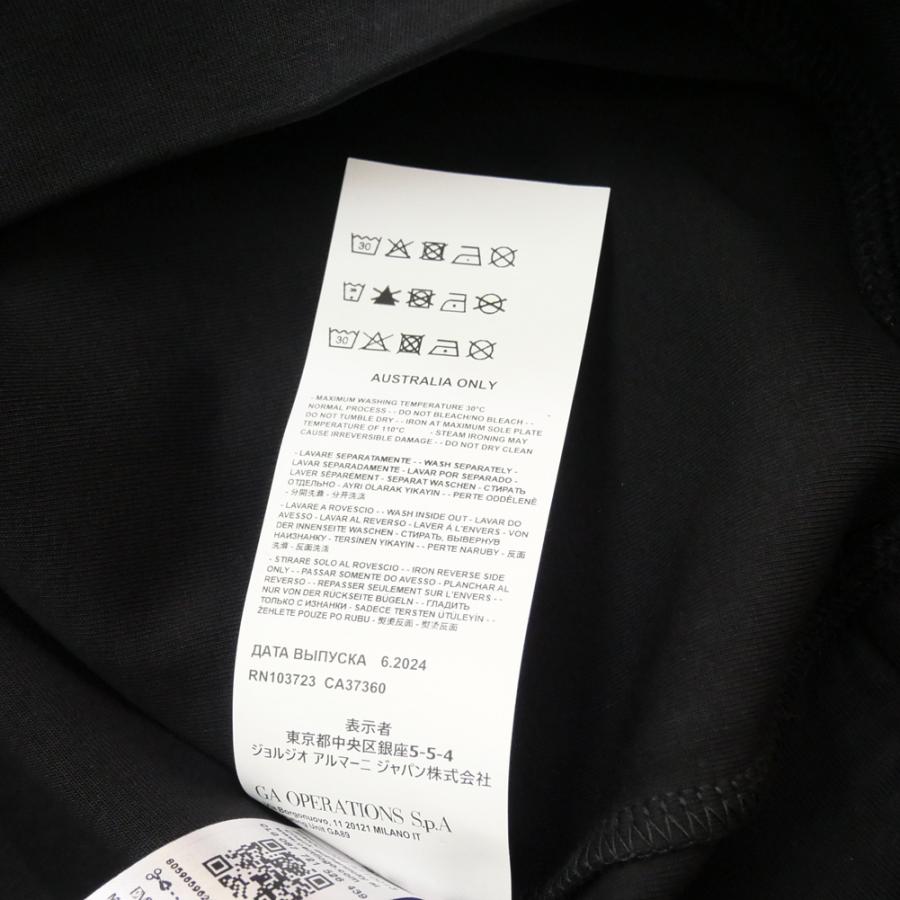 30
30
AUSTRALIA ONLY
- MAXIMUM WASHING TEMPERATURE 30°C
NORMAL PROCESS - - DO NOT BLEACH/NO BLEACH - -
DO NOT TUMBLE DRY - - IRON AT MAXIMUM SOLE PLATE
TEMPERATURE OF 110°C - STEAM IRONING MAY
CAUSE IRREVERSIBLE DAMAGE - - DO NOT DRY CLEAN
- LAVARE SEPARATAMENTE - - WASH SEPARATELY -
LAVAR SEPARADAMENTE - LAVAR POR SEPARADO -
LAVER SÉPARÉMENT - SEPARAT WASCHEN - СТИРАТЬ
ОТДЕЛЬНО - AYRI OLARAK YIKAYIN - - PERTE ODDĚLENĚ
- 分開洗滌 - 分开洗涤
- LAVARE A ROVESCIO - - WASH INSIDE OUT - LAVAR DO
AVESSO - LAVAR AL REVERSO - LAVER À L'ENVERS - VON
DER INNENSEITE WASCHEN - СТИРАТЬ, ВЫВЕРНУВ
НАИЗНАНКУ - TERSİNEN YIKAYIN - - PERTE NARUBY - 反面
洗滌 - 反面洗涤
- STIRARE SOLO AL ROVESCIO - - IRON REVERSE SIDE
ONLY - - PASSAR SOMENTE DO AVESSO - PLANCHAR AL
REVERSO - - REPASSER SEULEMENT SUR L'ENVERS - -
NUR VON DER RÜCKSEITE BÜGELN - - ГЛАДИТЬ
ТОЛЬКО С ИЗНАНКИ - SADECE TERSTEN ÜTÜLEYİN - -
ŽEHLETE POUZE PO RUBU - 熨燙反面 - 熨烫反面
ДАТА ВЫПУСКА 6.2024
RN103723 CA37360
表示者
東京都中央区銀座5-5-4
ジョルジオ アルマーニ ジャパン株式会社
GA OPERATIONS S.p.A
Borgonuovo, 11 20121 MILANO IT
Unit GA89